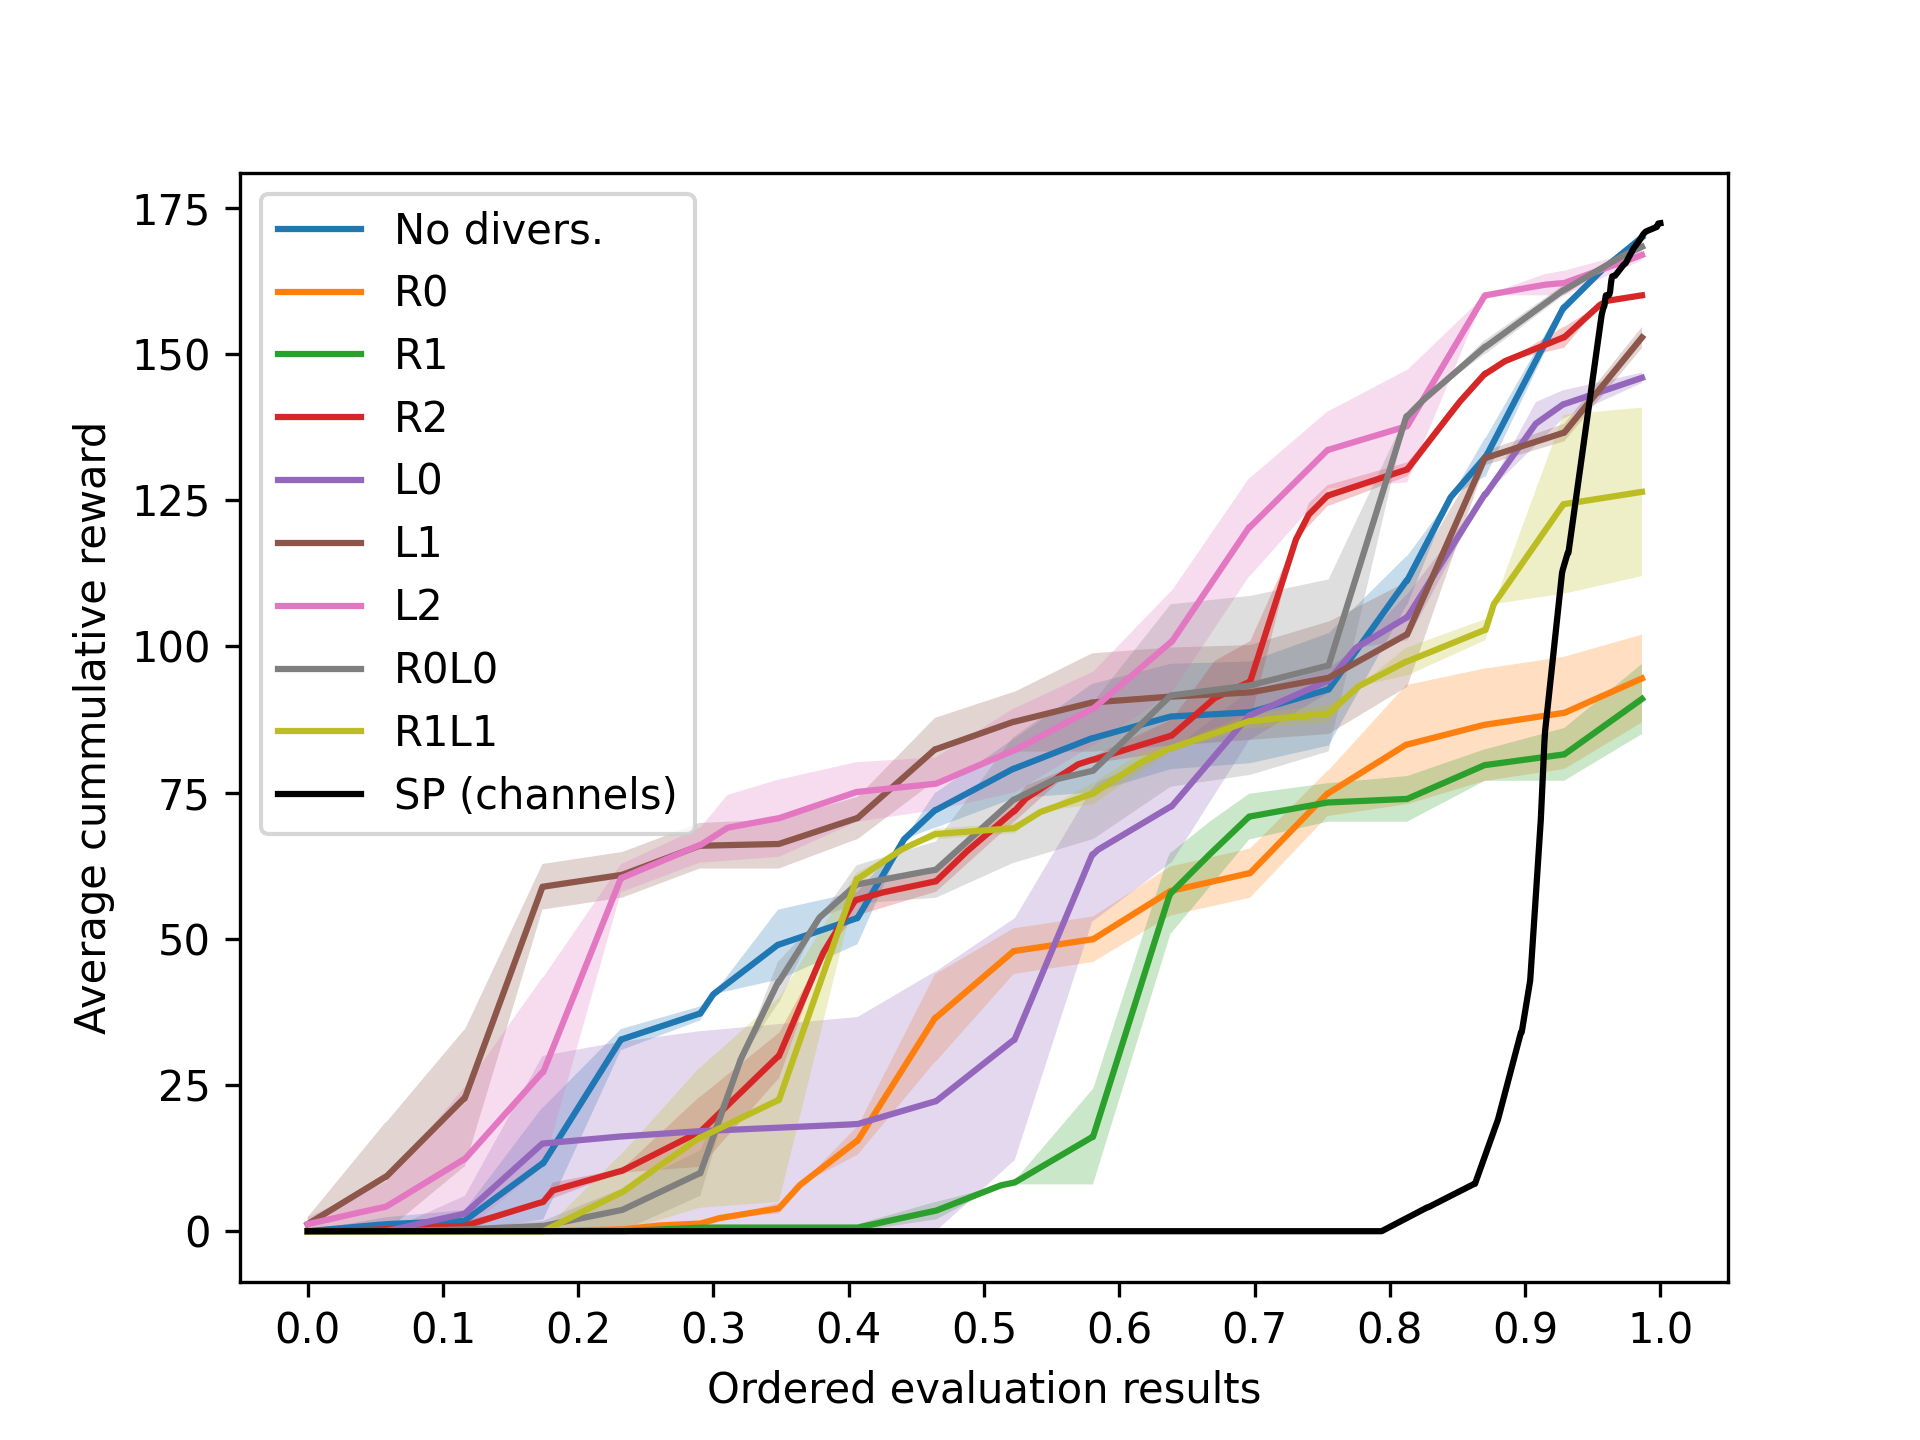 175
150
125
100
75
50
25
0
Average cummulative reward
No divers.
R0
R1
R2
L0
L1
L2
R0L0
R1L1
SP (channels)
0.0 0.1 0.2 0.3 0.4 0.5 0.6 0.7 0.8 0.9 1.0
Ordered evaluation results